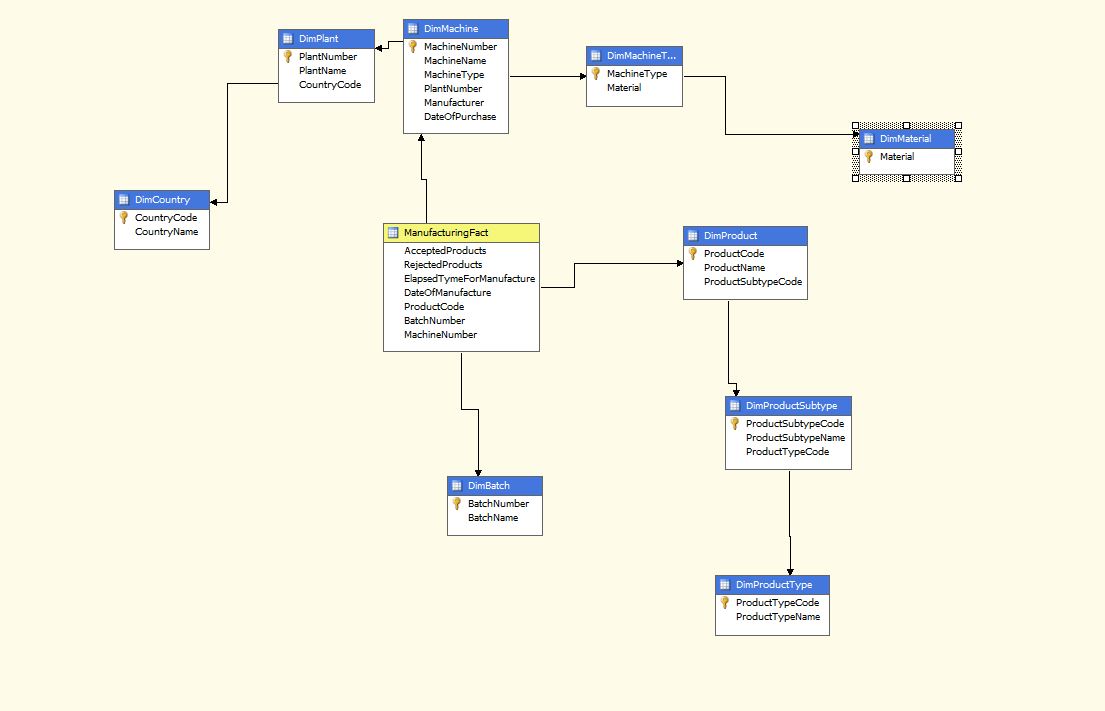 DimPlant
PlantNumber
PlantName
CountryCode
DimMachine
MachineNumber
MachineName
MachineType
PlantNumber
Manufacturer
DateOfPurchase
DimMachineT...
MachineType
Material
DimMaterial
Material
DimCountry
CountryCode
CountryName
ManufacturingFact
AcceptedProducts
RejectedProducts
ElapsedTymeForManufacture
DateOfManufacture
ProductCode
BatchNumber
MachineNumber
DimProduct
ProductCode
ProductName
ProductSubtypeCode
DimProductSubtype
ProductSubtypeCode
ProductSubtypeName
ProductTypeCode
DimBatch
BatchNumber
BatchName
DimProductType
ProductTypeCode
ProductTypeName